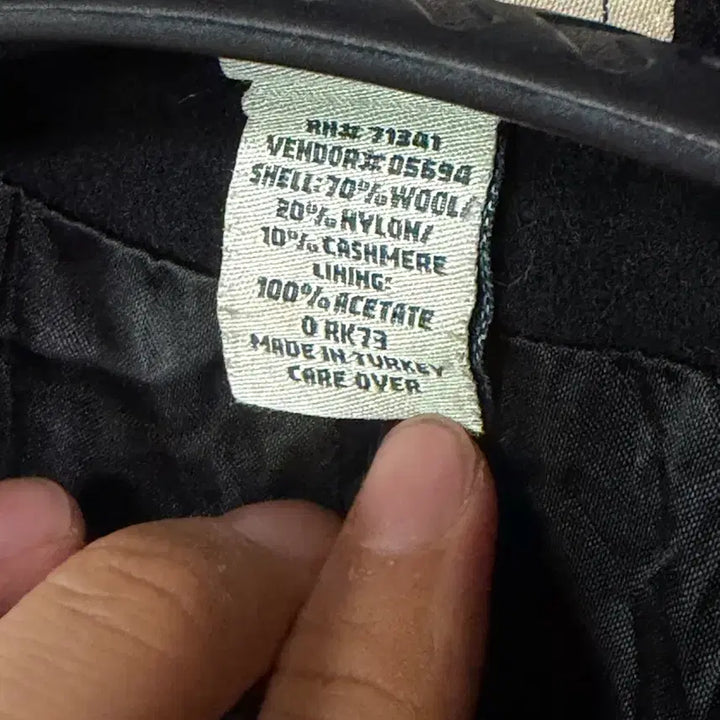 RN# 71341
VENDOR# 05694
SHELL: 70% WOOL/
20% NYLON/
10% CASHMERE
LINING:
100% ACETATE
0 RK73
MADE IN TURKEY
CARE OVER